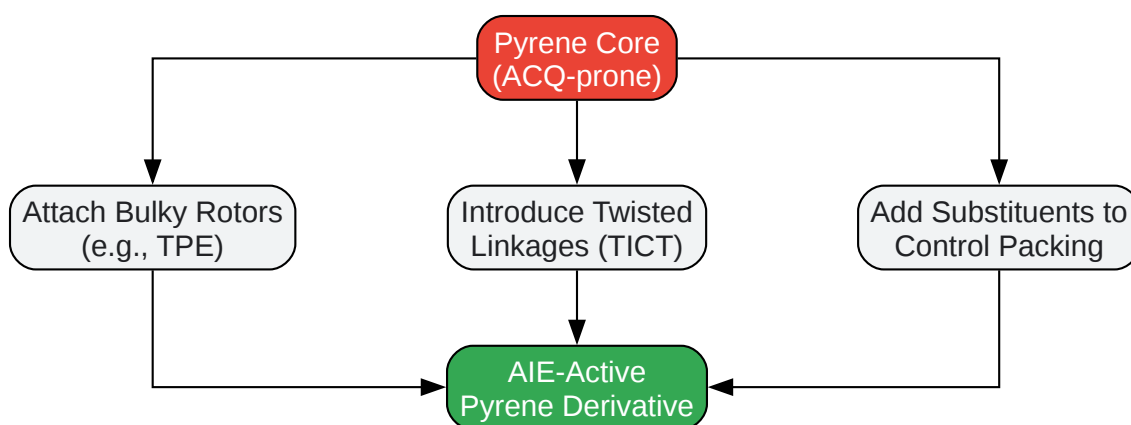 Pyrene Core
(ACQ-prone)
Attach Bulky Rotors
(e.g., TPE)
Introduce Twisted
Linkages (TICT)
Add Substituents to
Control Packing
AIE-Active
Pyrene Derivative